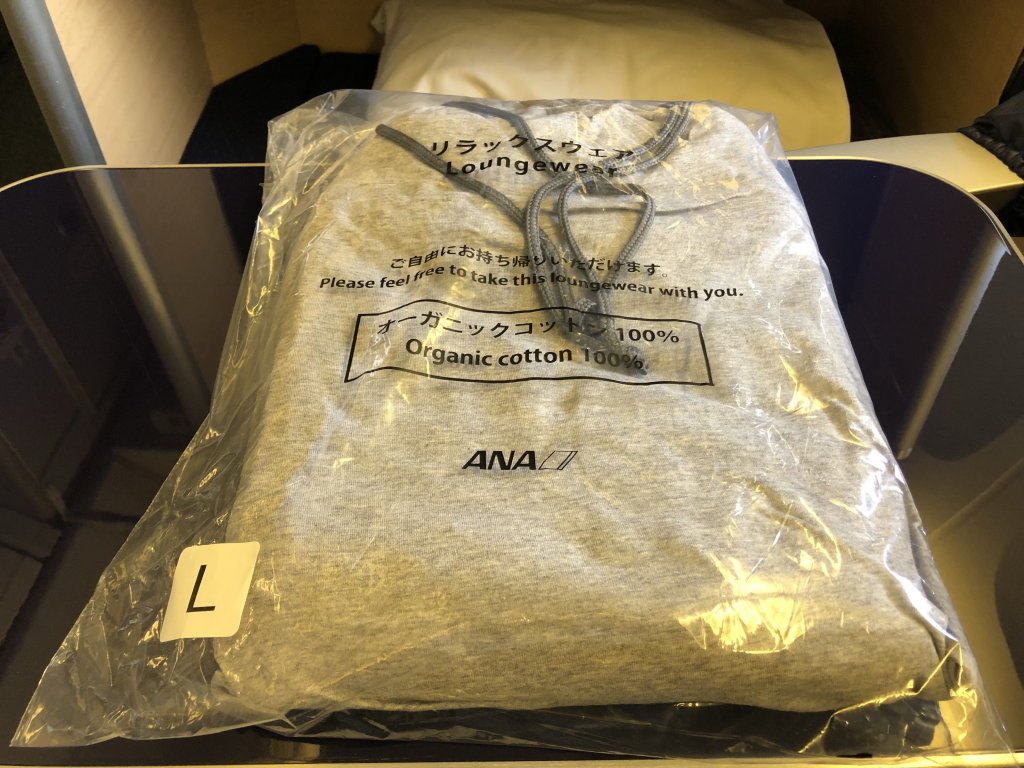 リラックスウェア
Loungewear
ご自由にお持ち帰りいただけます。
Please feel free to take this loungewear with you.
オーガニックコットン 100%
Organic cotton 100%
ANA
L